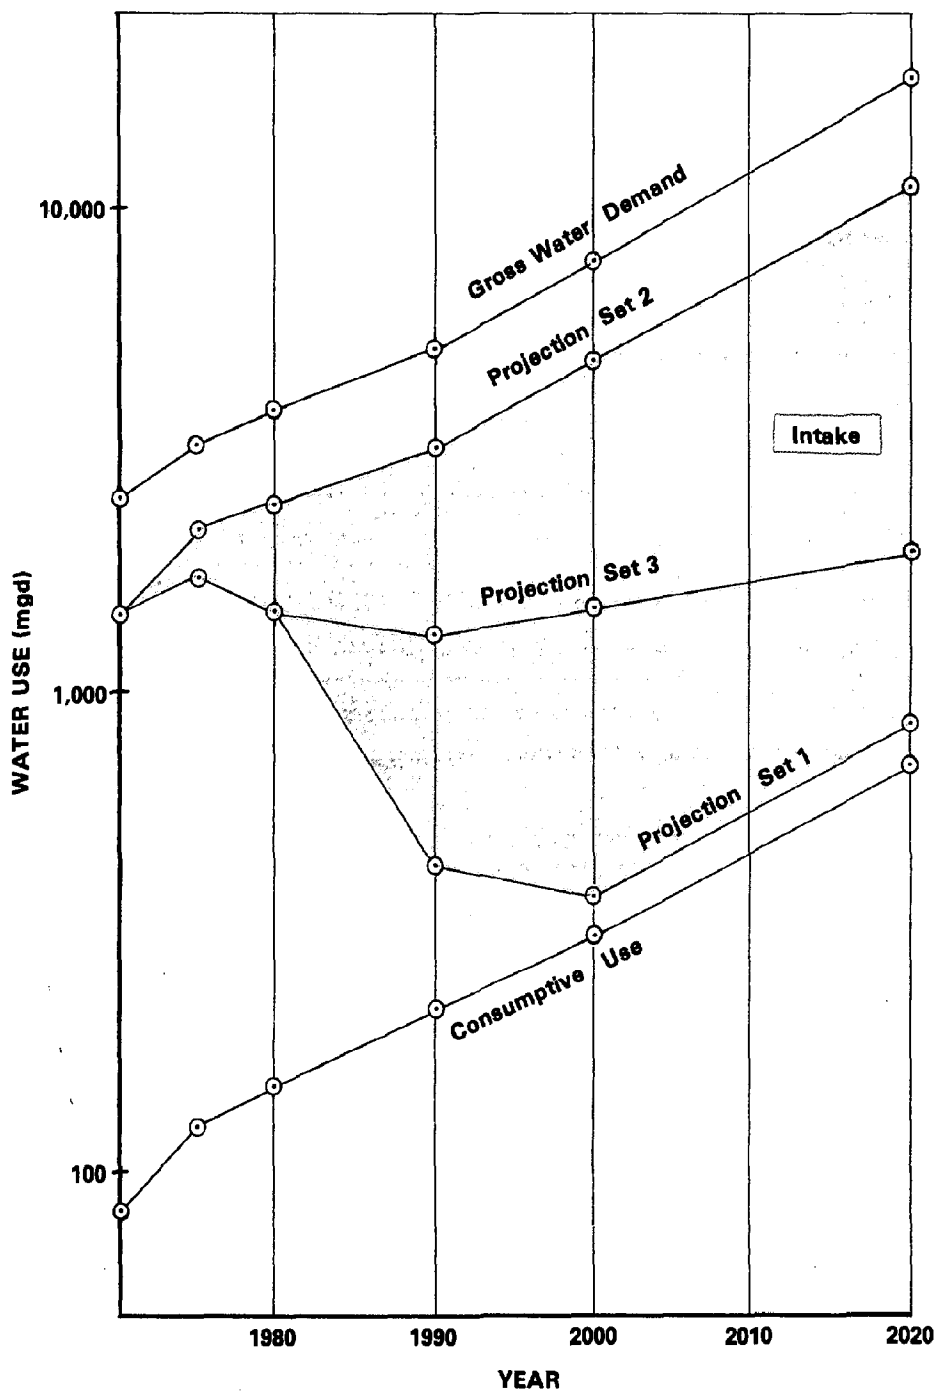 10,000
1,000
100
WATER USE (mgd)
Gross Water Demand
Projection Set 2
Intake
Projection Set 3
Projection Set 1
Consumptive Use
1980 1990 2000 2010 2020
YEAR